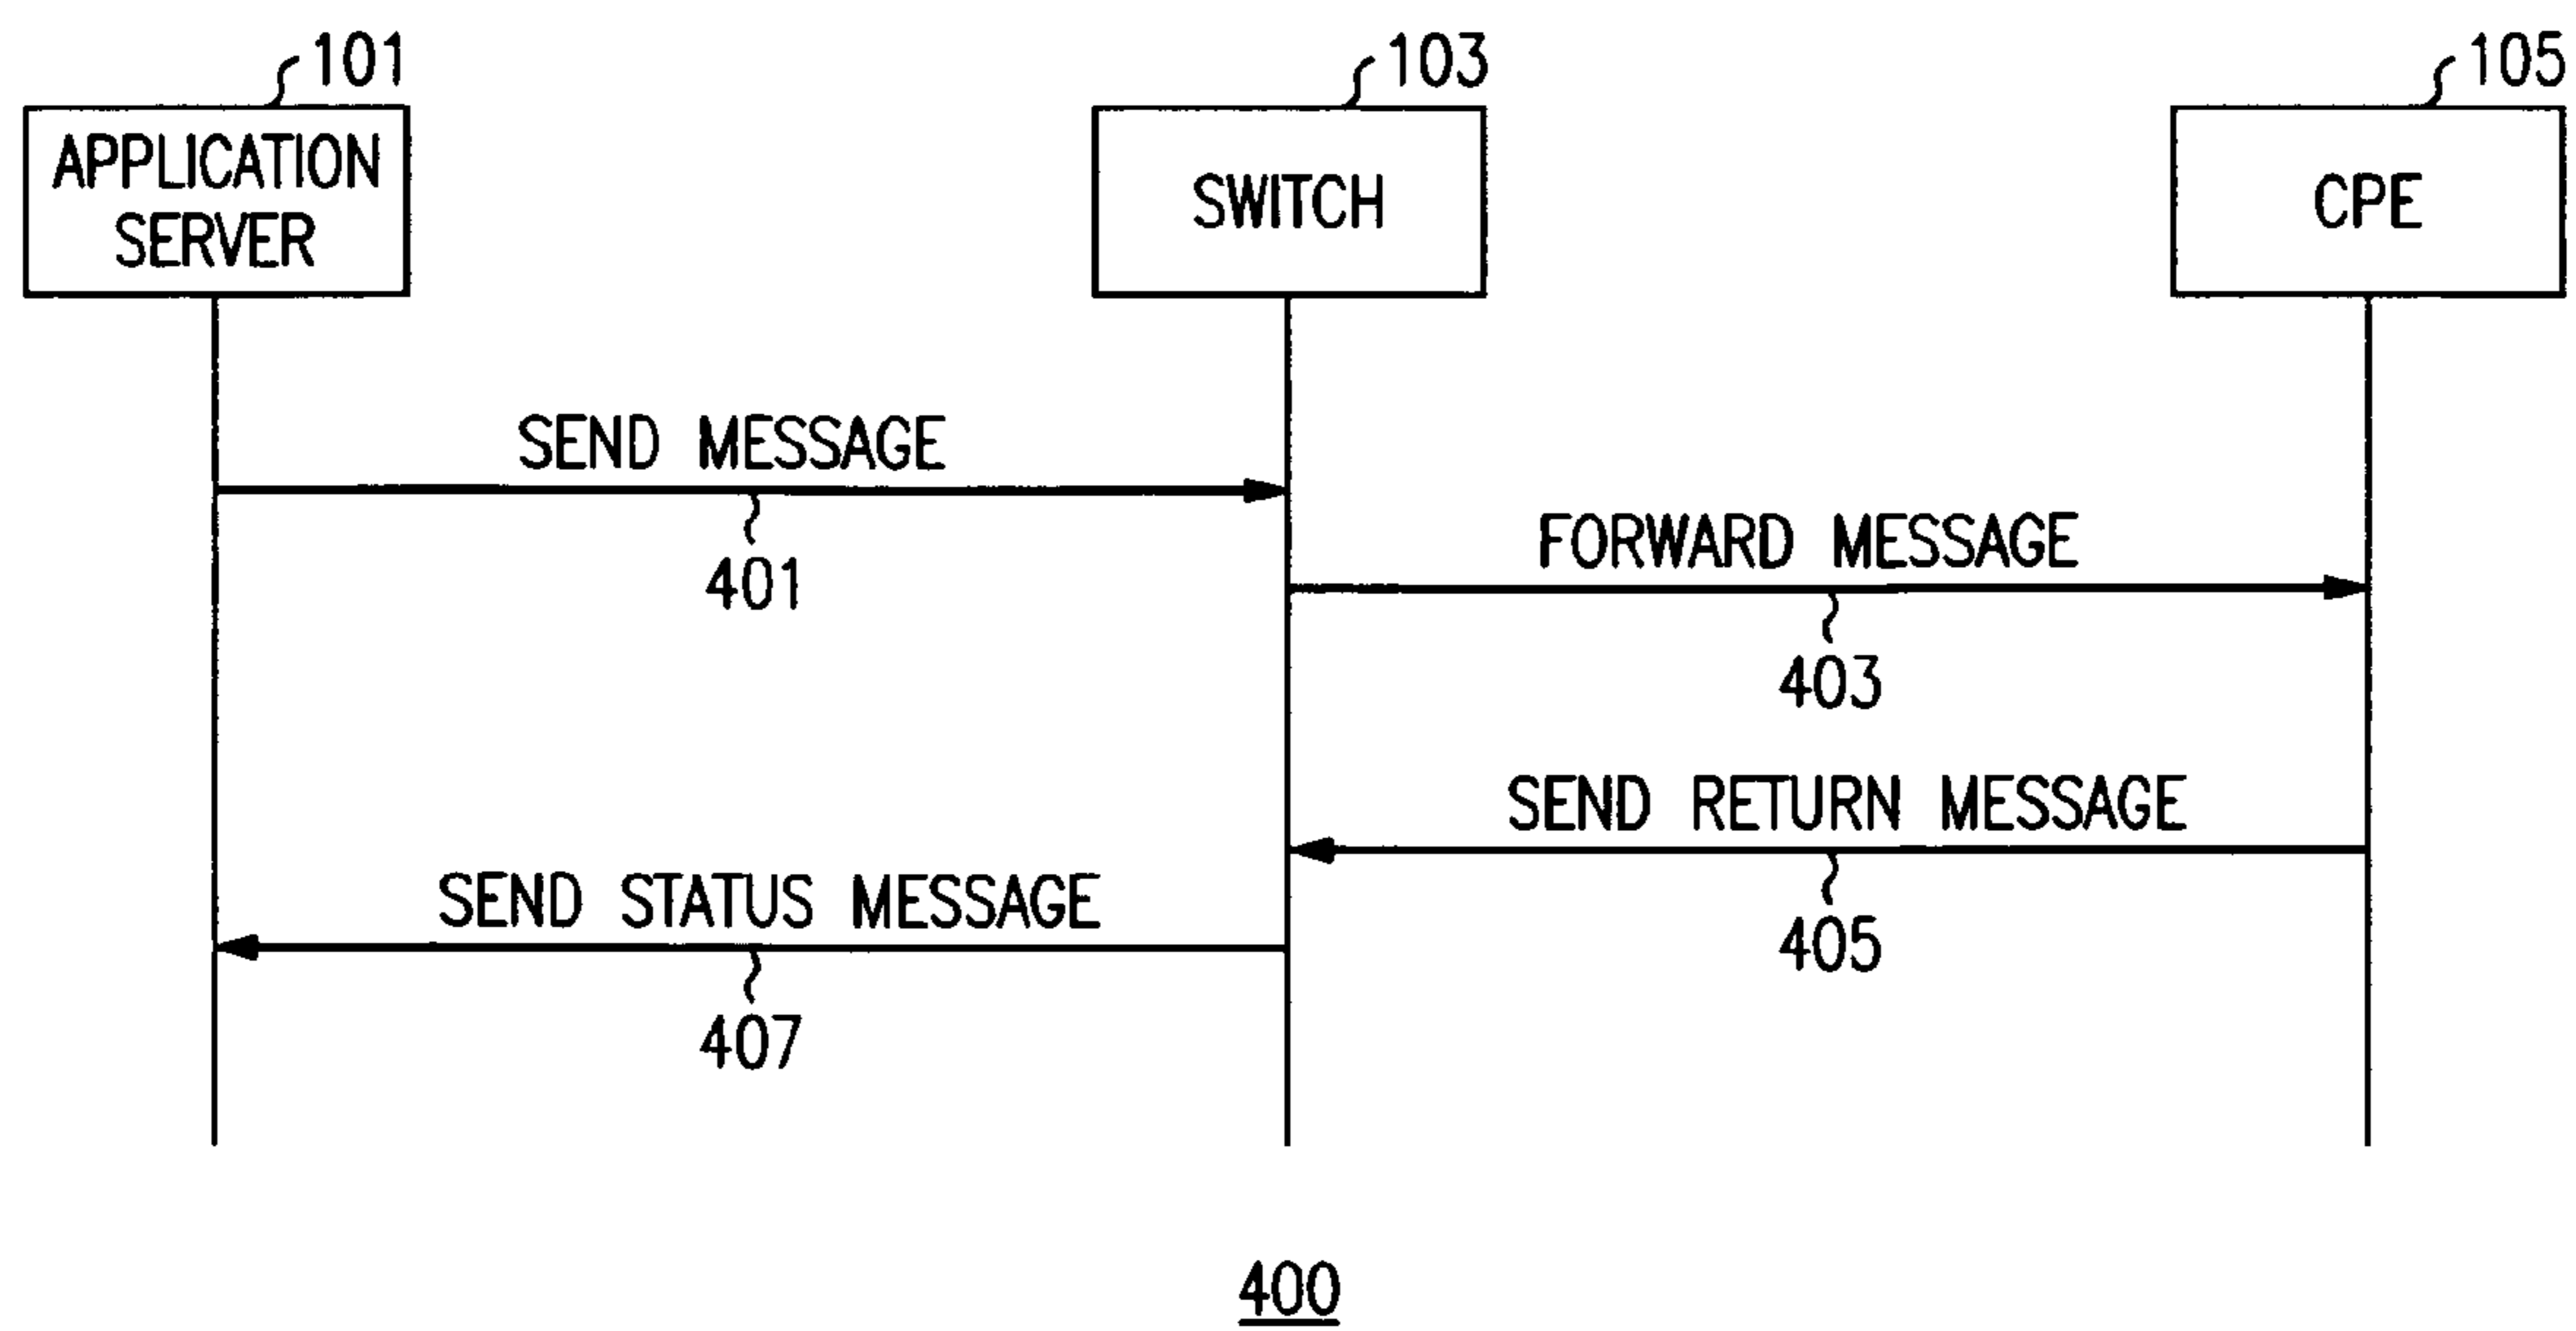 101
103
105
APPLICATION
SERVER
SWITCH
CPE
SEND MESSAGE
401
FORWARD MESSAGE
403
SEND RETURN MESSAGE
405
SEND STATUS MESSAGE
407
400